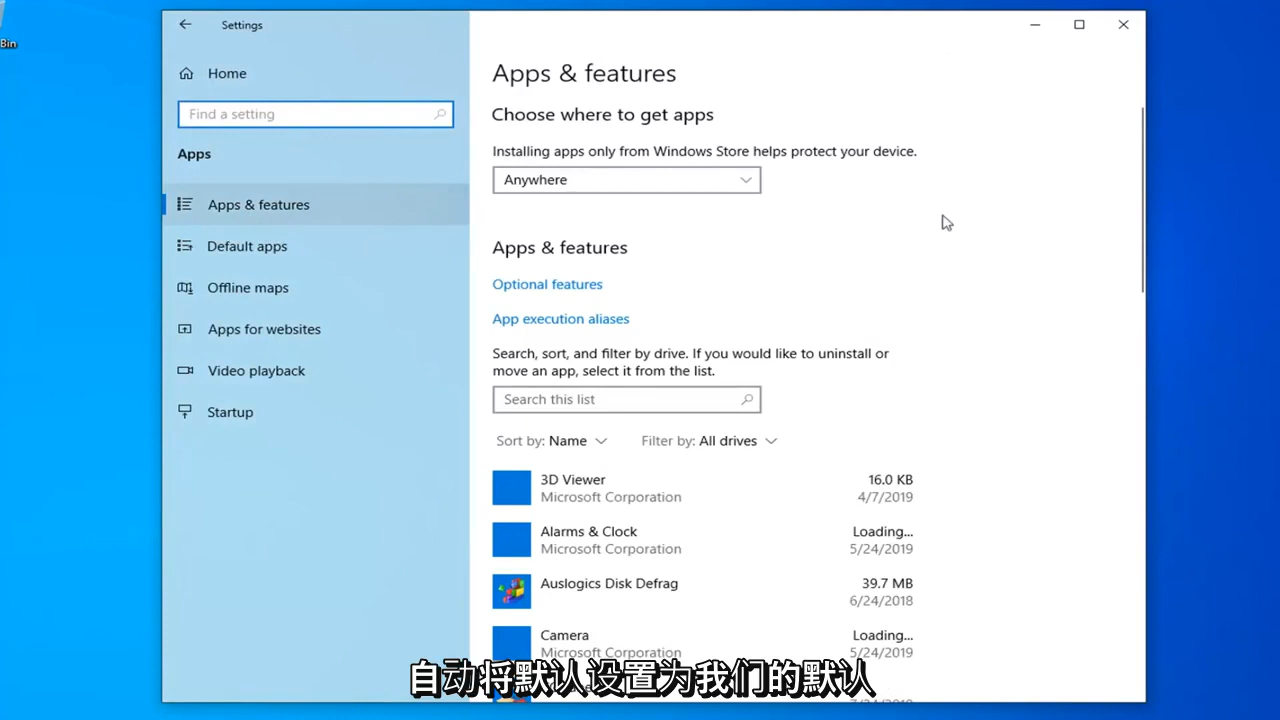 Bin
Settings
Home
Find a setting
Apps
Apps & features
Default apps
Offline maps
Apps for websites
Video playback
Startup
Apps & features
Choose where to get apps
Installing apps only from Windows Store helps protect your device.
Anywhere
Apps & features
Optional features
App execution aliases
Search, sort, and filter by drive. If you would like to uninstall or
move an app, select it from the list.
Search this list
Sort by: Name Filter by: All drives
3D Viewer 16.0 KB
Microsoft Corporation 4/7/2019
Alarms & Clock Loading...
Microsoft Corporation 5/24/2019
Auslogics Disk Defrag 39.7 MB
6/24/2018
Camera Loading...
Microsoft Corporation 5/24/2019
自动将默认设置为我们的默认